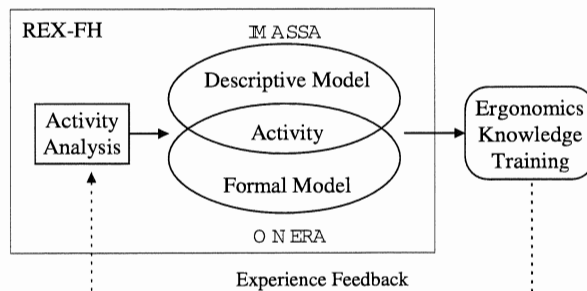 REX-FH
IMASSA
Descriptive Model
Activity
Analysis
Activity
Formal Model
ONERA
Ergonomics
Knowledge
Training
Experience Feedback